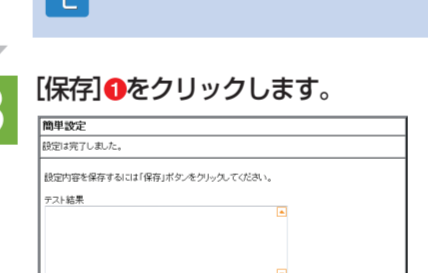 [保存]❶をクリックします。
簡単設定
設定は完了しました。
設定内容を保存するには「保存」ボタンをクリックしてください。
テスト結果